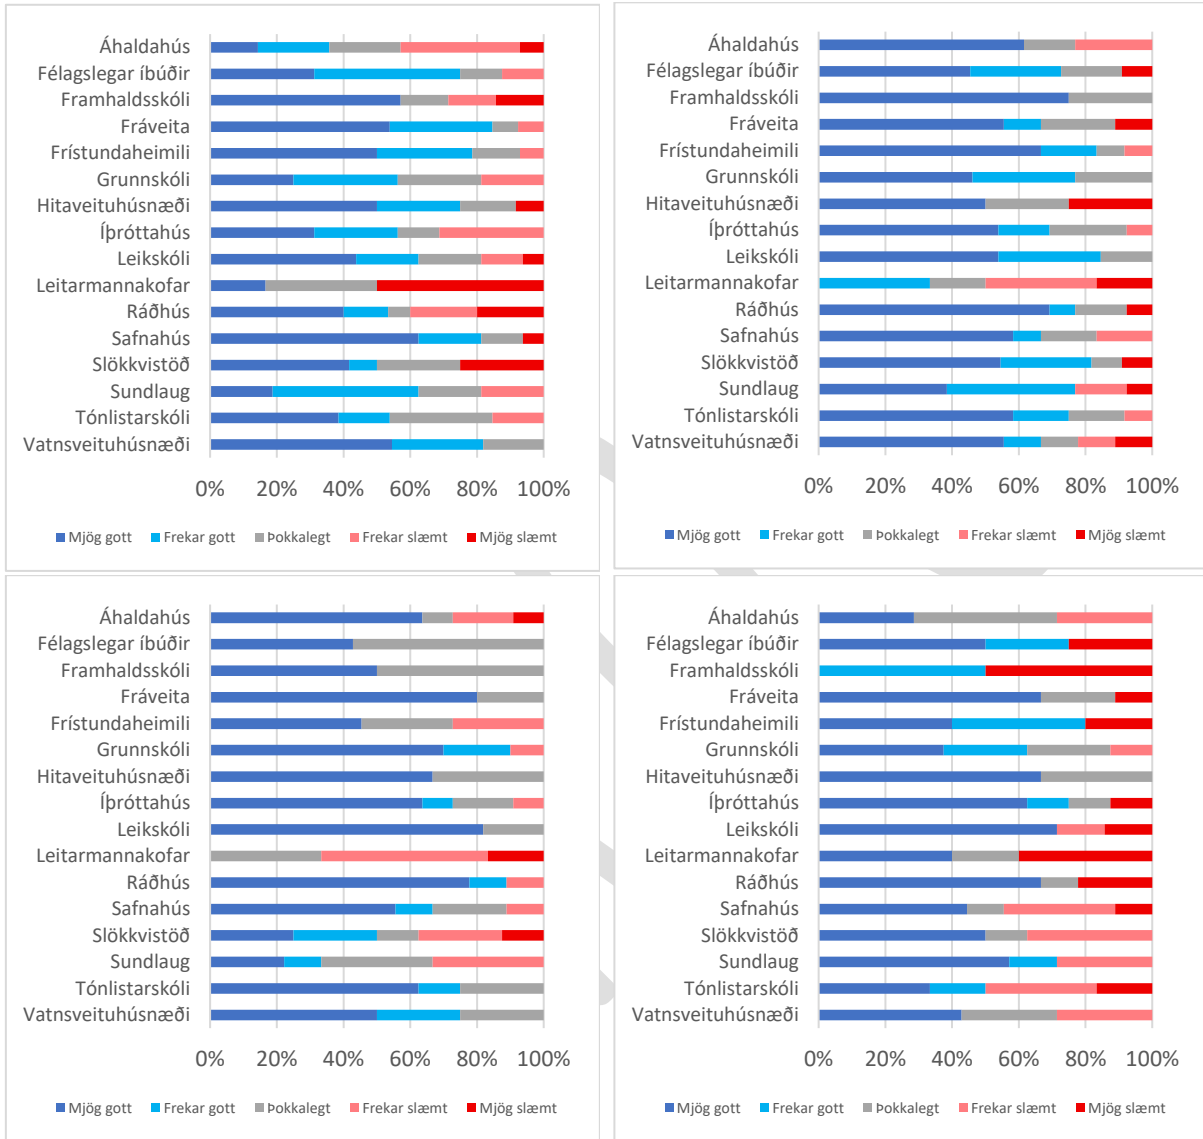 Áhaldahús
Félagslegar íbúðir
Framhaldsskóli
Fráveita
Frístundaheimili
Grunnskóli
Hitaveituhúsnæði
Íþróttahús
Leikskóli
Leitarmannakofar
Ráðhús
Safnahús
Slökkvistöð
Sundlaug
Tónlistarskóli
Vatnsveituhúsnæði
0% 20% 40% 60% 80% 100%
Mjög gott Frekar gott Þokkalegt Frekar slæmt Mjög slæmt
Áhaldahús
Félagslegar íbúðir
Framhaldsskóli
Fráveita
Frístundaheimili
Grunnskóli
Hitaveituhúsnæði
Íþróttahús
Leikskóli
Leitarmannakofar
Ráðhús
Safnahús
Slökkvistöð
Sundlaug
Tónlistarskóli
Vatnsveituhúsnæði
0% 20% 40% 60% 80% 100%
Mjög gott Frekar gott Þokkalegt Frekar slæmt Mjög slæmt
Áhaldahús
Félagslegar íbúðir
Framhaldsskóli
Fráveita
Frístundaheimili
Grunnskóli
Hitaveituhúsnæði
Íþróttahús
Leikskóli
Leitarmannakofar
Ráðhús
Safnahús
Slökkvistöð
Sundlaug
Tónlistarskóli
Vatnsveituhúsnæði
0% 20% 40% 60% 80% 100%
Mjög gott Frekar gott Þokkalegt Frekar slæmt Mjög slæmt
Áhaldahús
Félagslegar íbúðir
Framhaldsskóli
Fráveita
Frístundaheimili
Grunnskóli
Hitaveituhúsnæði
Íþróttahús
Leikskóli
Leitarmannakofar
Ráðhús
Safnahús
Slökkvistöð
Sundlaug
Tónlistarskóli
Vatnsveituhúsnæði
0% 20% 40% 60% 80% 100%
Mjög gott Frekar gott Þokkalegt Frekar slæmt Mjög slæmt